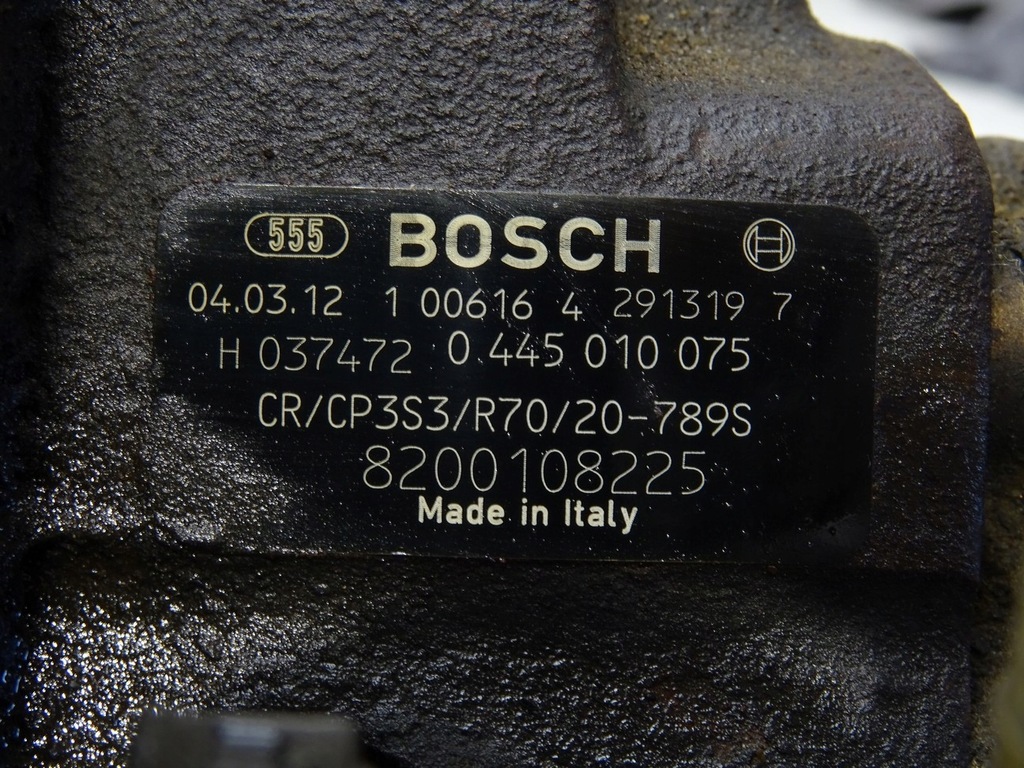 555 BOSCH H
04.03.12 1 00616 4 291319 7
H 037472 0 445 010 075
CR/CP3S3/R70/20-789S
8200108225
Made in Italy